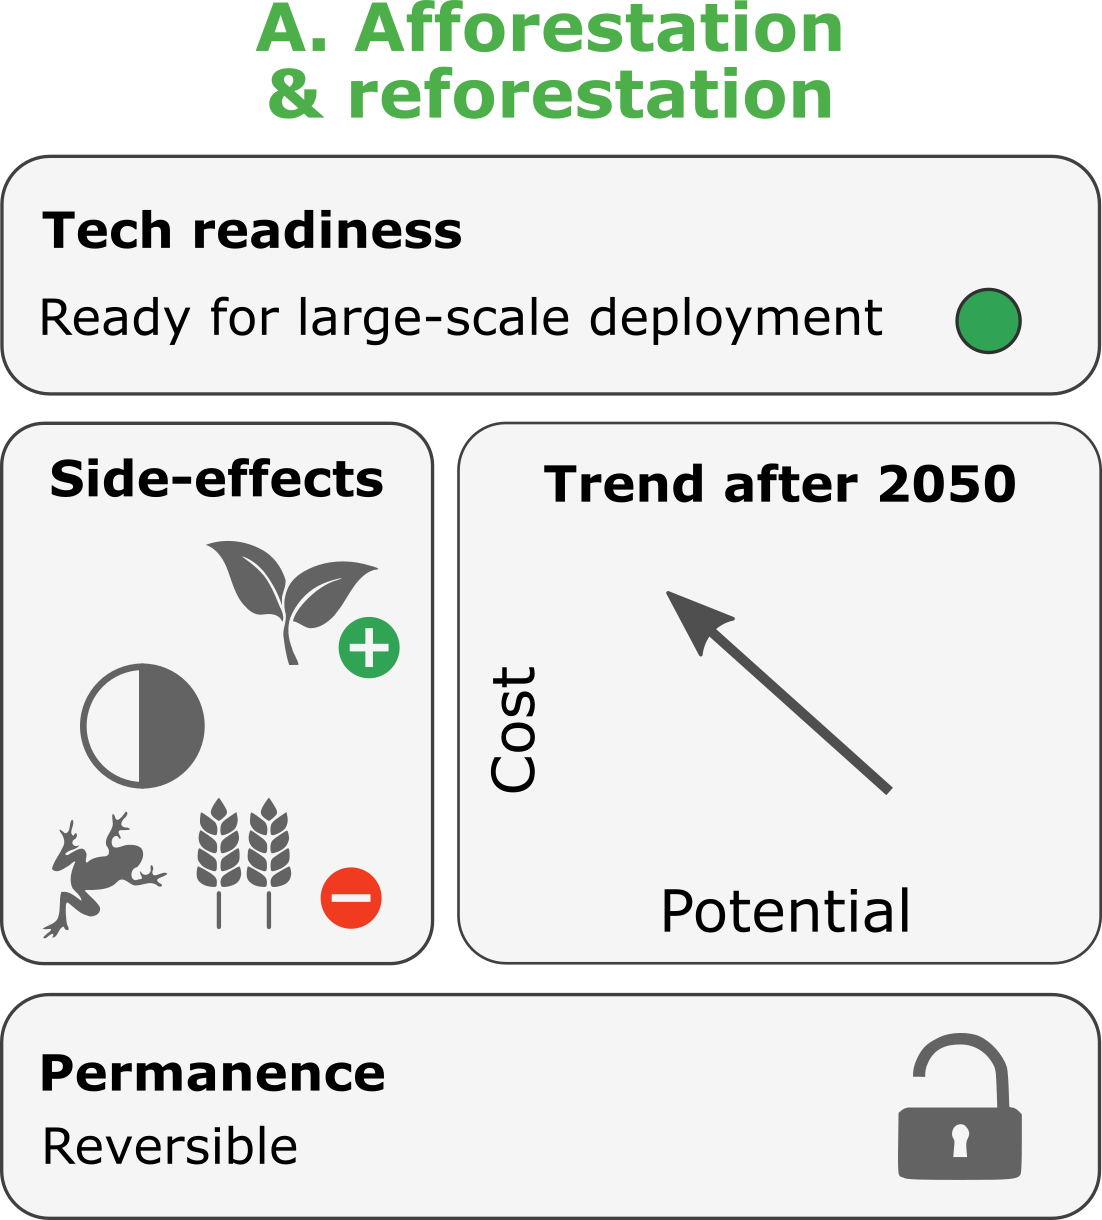 A. Afforestation
& reforestation
Tech readiness
Ready for large-scale deployment
Side-effects
Trend after 2050
Cost
Potential
Permanence
Reversible